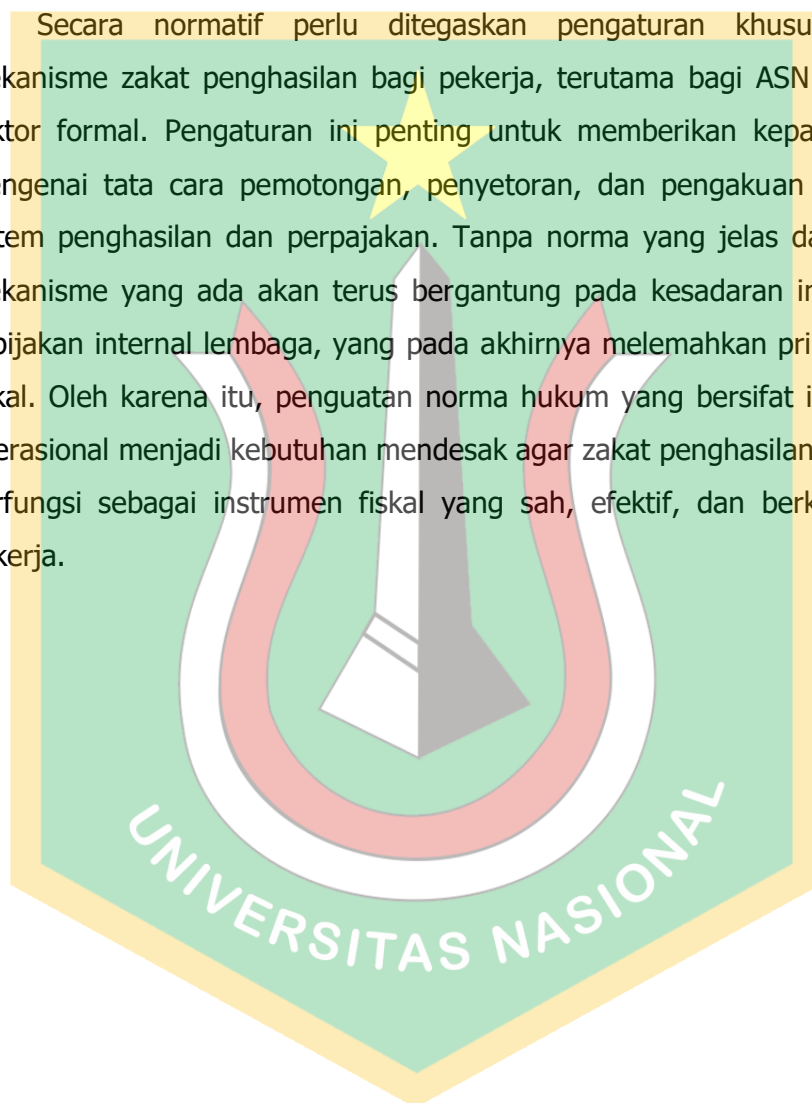 Secara normatif perlu ditegaskan pengaturan khusu
ekanisme zakat penghasilan bagi pekerja, terutama bagi ASN
ktor formal. Pengaturan ini penting untuk memberikan kepa
engenai tata cara pemotongan, penyetoran, dan pengakuan
tem penghasilan dan perpajakan. Tanpa norma yang jelas da
ekanisme yang ada akan terus bergantung pada kesadaran in
bijakan internal lembaga, yang pada akhirnya melemahkan pri
kal. Oleh karena itu, penguatan norma hukum yang bersifat i
erasional menjadi kebutuhan mendesak agar zakat penghasilan
rfungsi sebagai instrumen fiskal yang sah, efektif, dan berk
kerja.
UNIVERSITAS NASIONAL